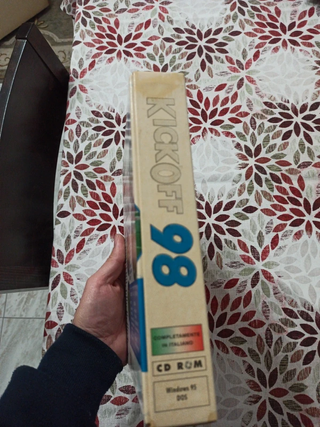 KICKOFF 98
COMPLETAMENTE
IN ITALIANO
CD ROM
Windows 95
DOS